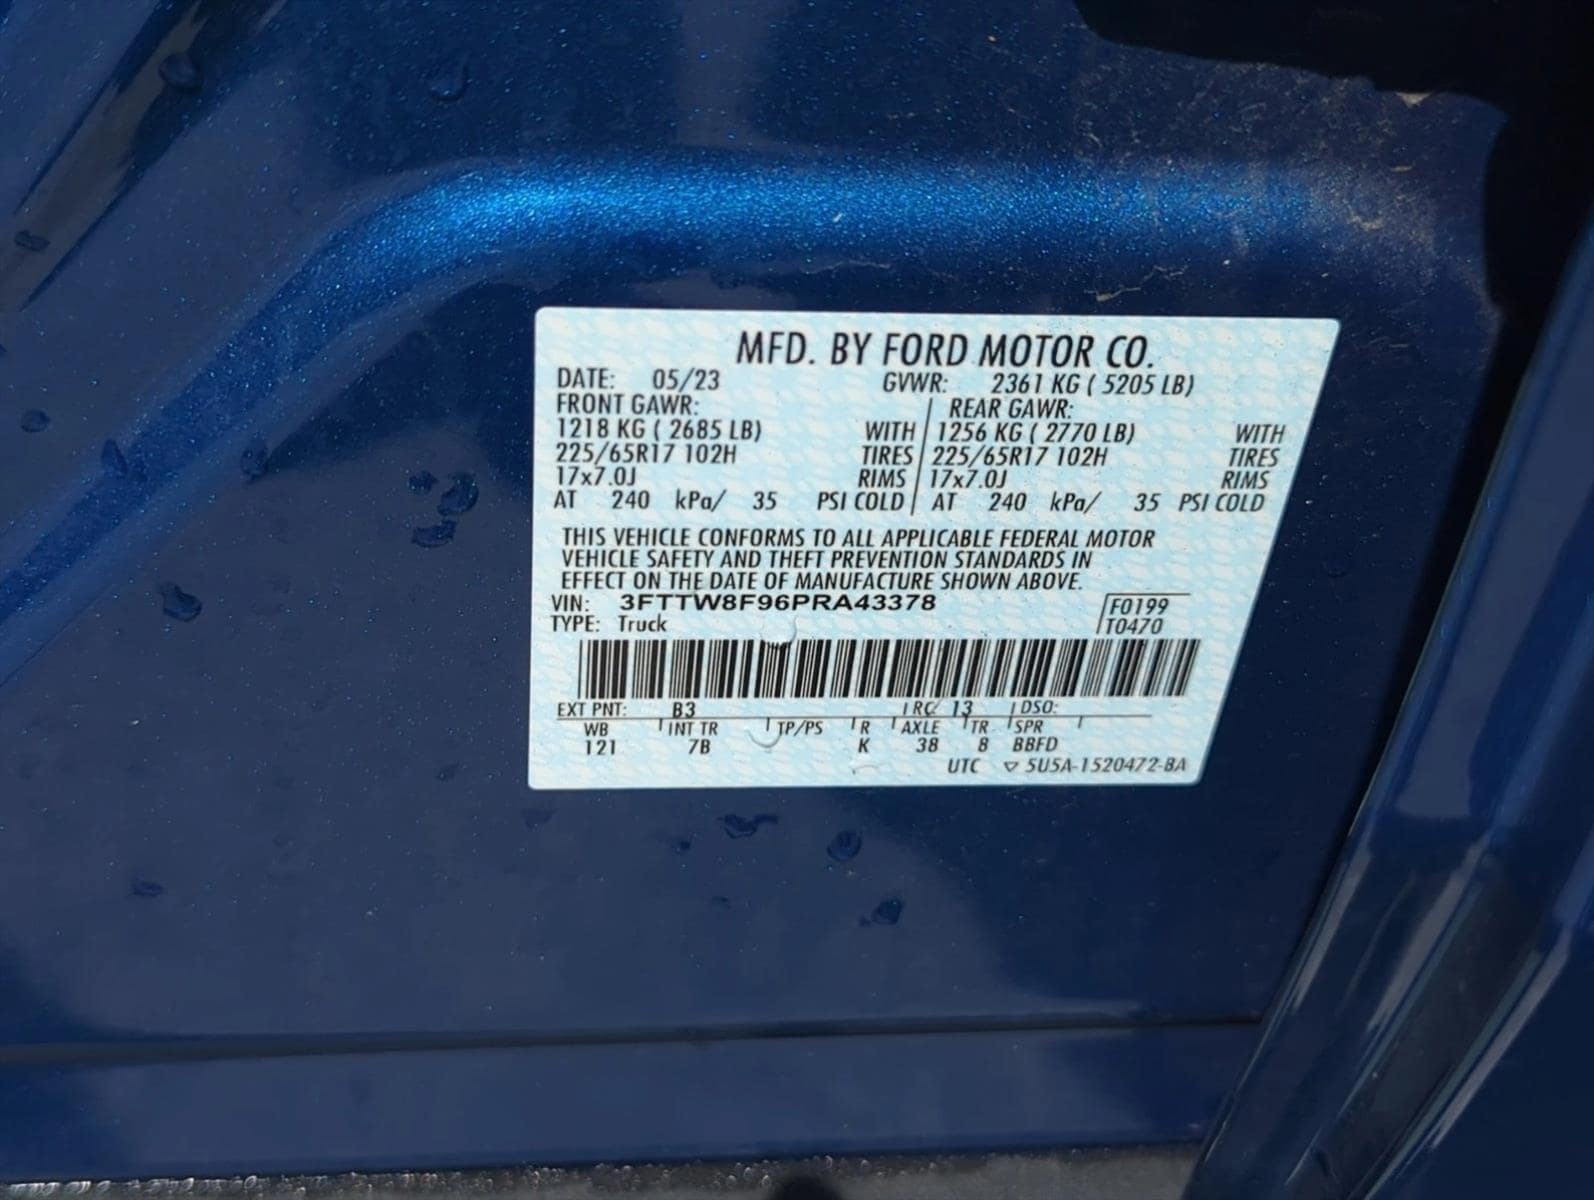 MFD. BY FORD MOTOR CO.
DATE: 05/23 GVWR: 2361 KG ( 5205 LB)
FRONT GAWR: REAR GAWR:
1218 KG ( 2685 LB) WITH 1256 KG ( 2770 LB) WITH
225/65R17 102H TIRES 225/65R17 102H TIRES
17x7.0J RIMS 17x7.0J RIMS
AT 240 kPa/ 35 PSI COLD AT 240 kPa/ 35 PSI COLD
THIS VEHICLE CONFORMS TO ALL APPLICABLE FEDERAL MOTOR
VEHICLE SAFETY AND THEFT PREVENTION STANDARDS IN
EFFECT ON THE DATE OF MANUFACTURE SHOWN ABOVE.
VIN: 3FTTW8F96PRA43378 F0199
TYPE: Truck T0470
EXT PNT: B3 RC/ 13 DSO:
WB INT TR TP/PS R AXLE TR SPR
121 7B K 38 8 BBFD
UTC ▽ 5U5A-1520472-BA